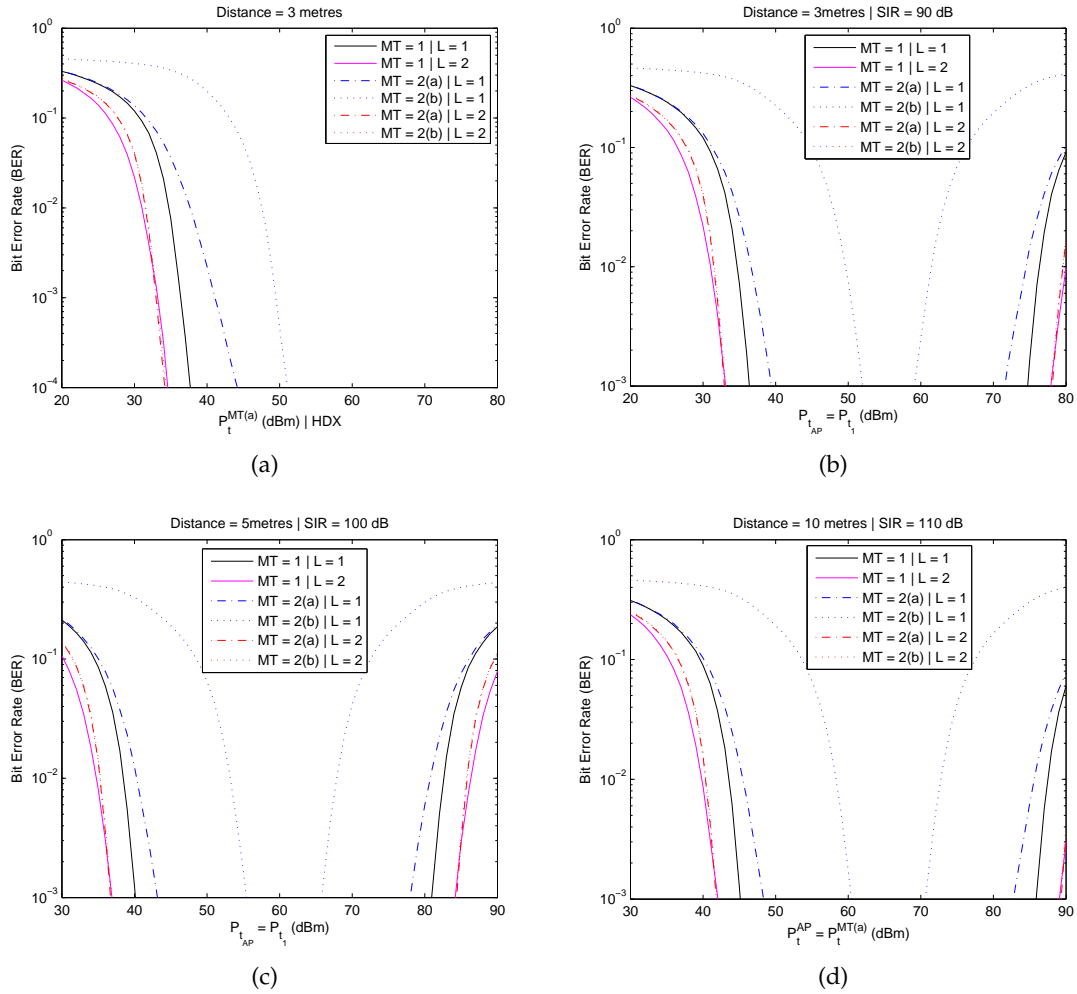 Distance = 3 metres
MT = 1 | L = 1
MT = 1 | L = 2
MT = 2(a) | L = 1
MT = 2(b) | L = 1
MT = 2(a) | L = 2
MT = 2(b) | L = 2
Bit Error Rate (BER)
10^0
10^-1
10^-2
10^-3
10^-4
20 30 40 50 60 70 80
P_t^MT(a) (dBm) | HDX
(a)
Distance = 3metres | SIR = 90 dB
MT = 1 | L = 1
MT = 1 | L = 2
MT = 2(a) | L = 1
MT = 2(b) | L = 1
MT = 2(a) | L = 2
MT = 2(b) | L = 2
Bit Error Rate (BER)
10^0
10^-1
10^-2
10^-3
20 30 40 50 60 70 80
P_t_AP = P_t_1 (dBm)
(b)
Distance = 5metres | SIR = 100 dB
MT = 1 | L = 1
MT = 1 | L = 2
MT = 2(a) | L = 1
MT = 2(b) | L = 1
MT = 2(a) | L = 2
MT = 2(b) | L = 2
Bit Error Rate (BER)
10^0
10^-1
10^-2
10^-3
30 40 50 60 70 80 90
P_t_AP = P_t_1 (dBm)
(c)
Distance = 10 metres | SIR = 110 dB
MT = 1 | L = 1
MT = 1 | L = 2
MT = 2(a) | L = 1
MT = 2(b) | L = 1
MT = 2(a) | L = 2
MT = 2(b) | L = 2
Bit Error Rate (BER)
10^0
10^-1
10^-2
10^-3
30 40 50 60 70 80 90
P_t^AP = P_t^MT(a) (dBm)
(d)